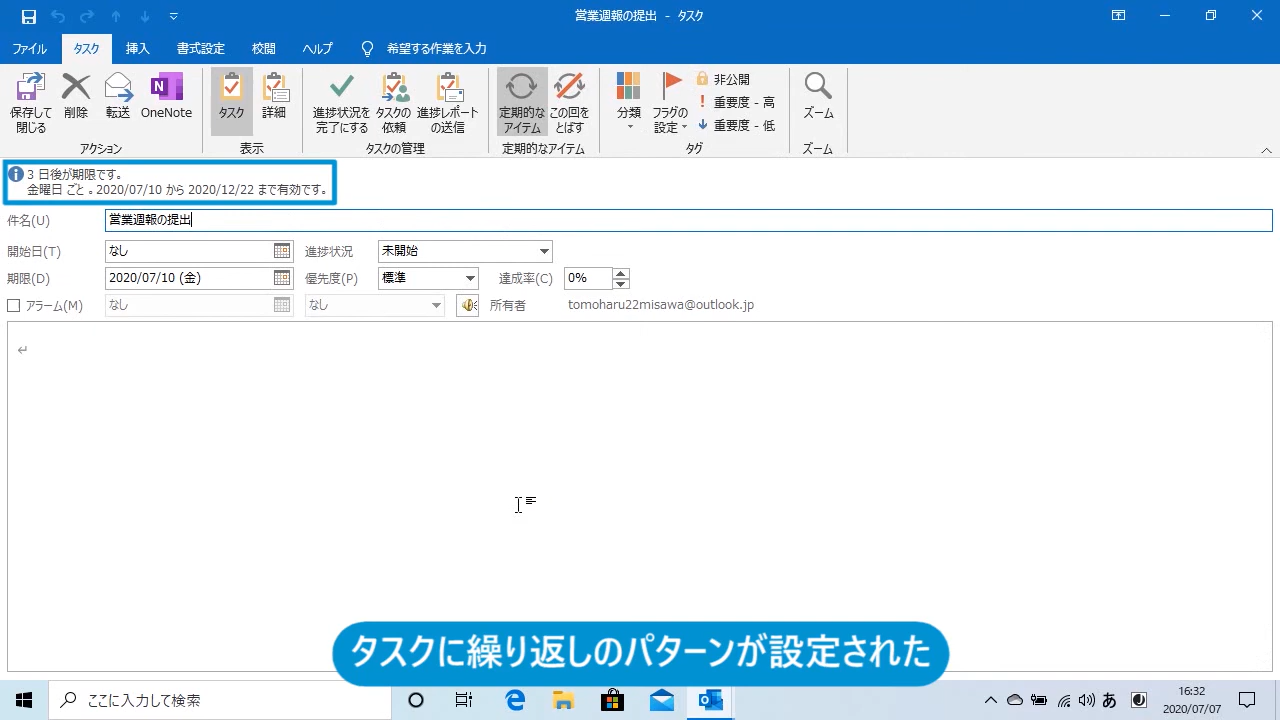 営業週報の提出 - タスク
ファイル タスク 挿入 書式設定 校閲 ヘルプ 希望する作業を入力
保存して閉じる 削除 転送 OneNote タスク 詳細 進捗状況を完了にする タスクの依頼 進捗レポートの送信 定期的なアイテム この回をとばす 分類 フラグの設定 非公開 重要度 - 高 重要度 - 低 ズーム
アクション 表示 タスクの管理 定期的なアイテム タグ ズーム
3 日後が期限です。
金曜日 ごと 。2020/07/10 から 2020/12/22 まで有効です。
件名(U) 営業週報の提出
開始日(T) なし 進捗状況 未開始
期限(D) 2020/07/10 (金) 優先度(P) 標準 達成率(C) 0%
アラーム(M) なし なし 所有者 tomoharu22misawa@outlook.jp
タスクに繰り返しのパターンが設定された
ここに入力して検索 あ 16:32
2020/07/07